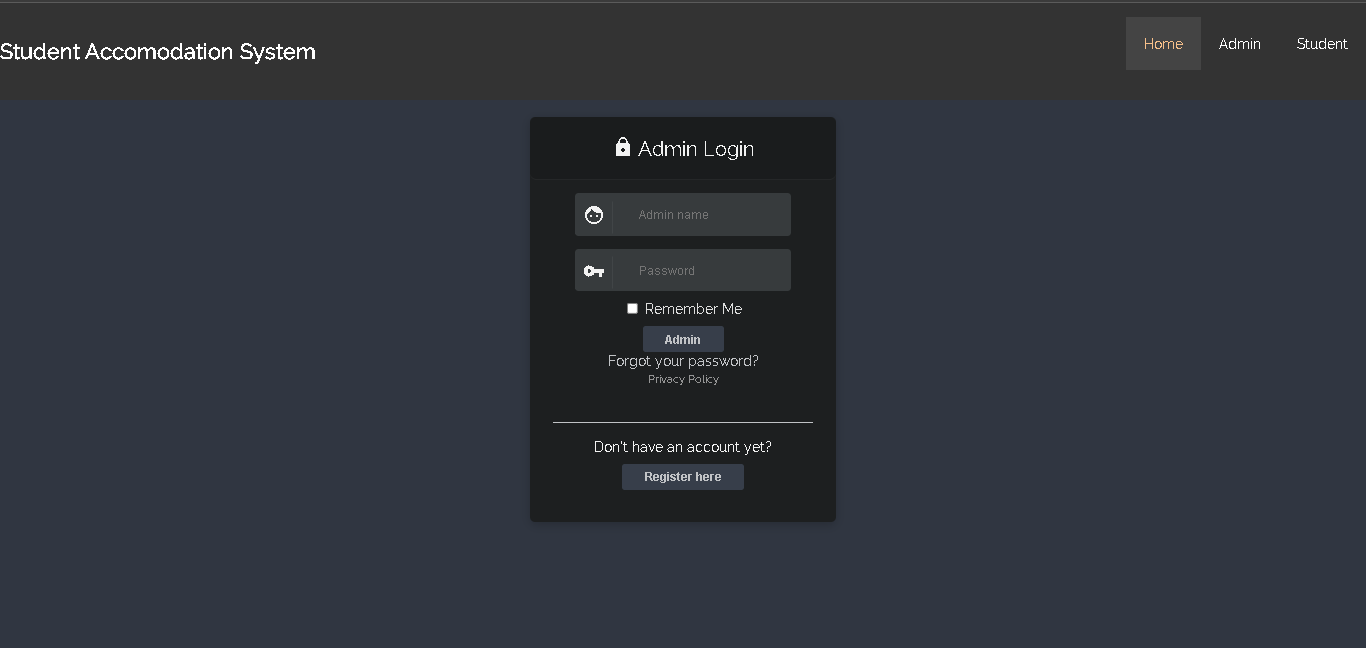 Student Accomodation System
Home Admin Student
Admin Login
Admin name
Password
Remember Me
Admin
Forgot your password?
Privacy Policy
Don't have an account yet?
Register here